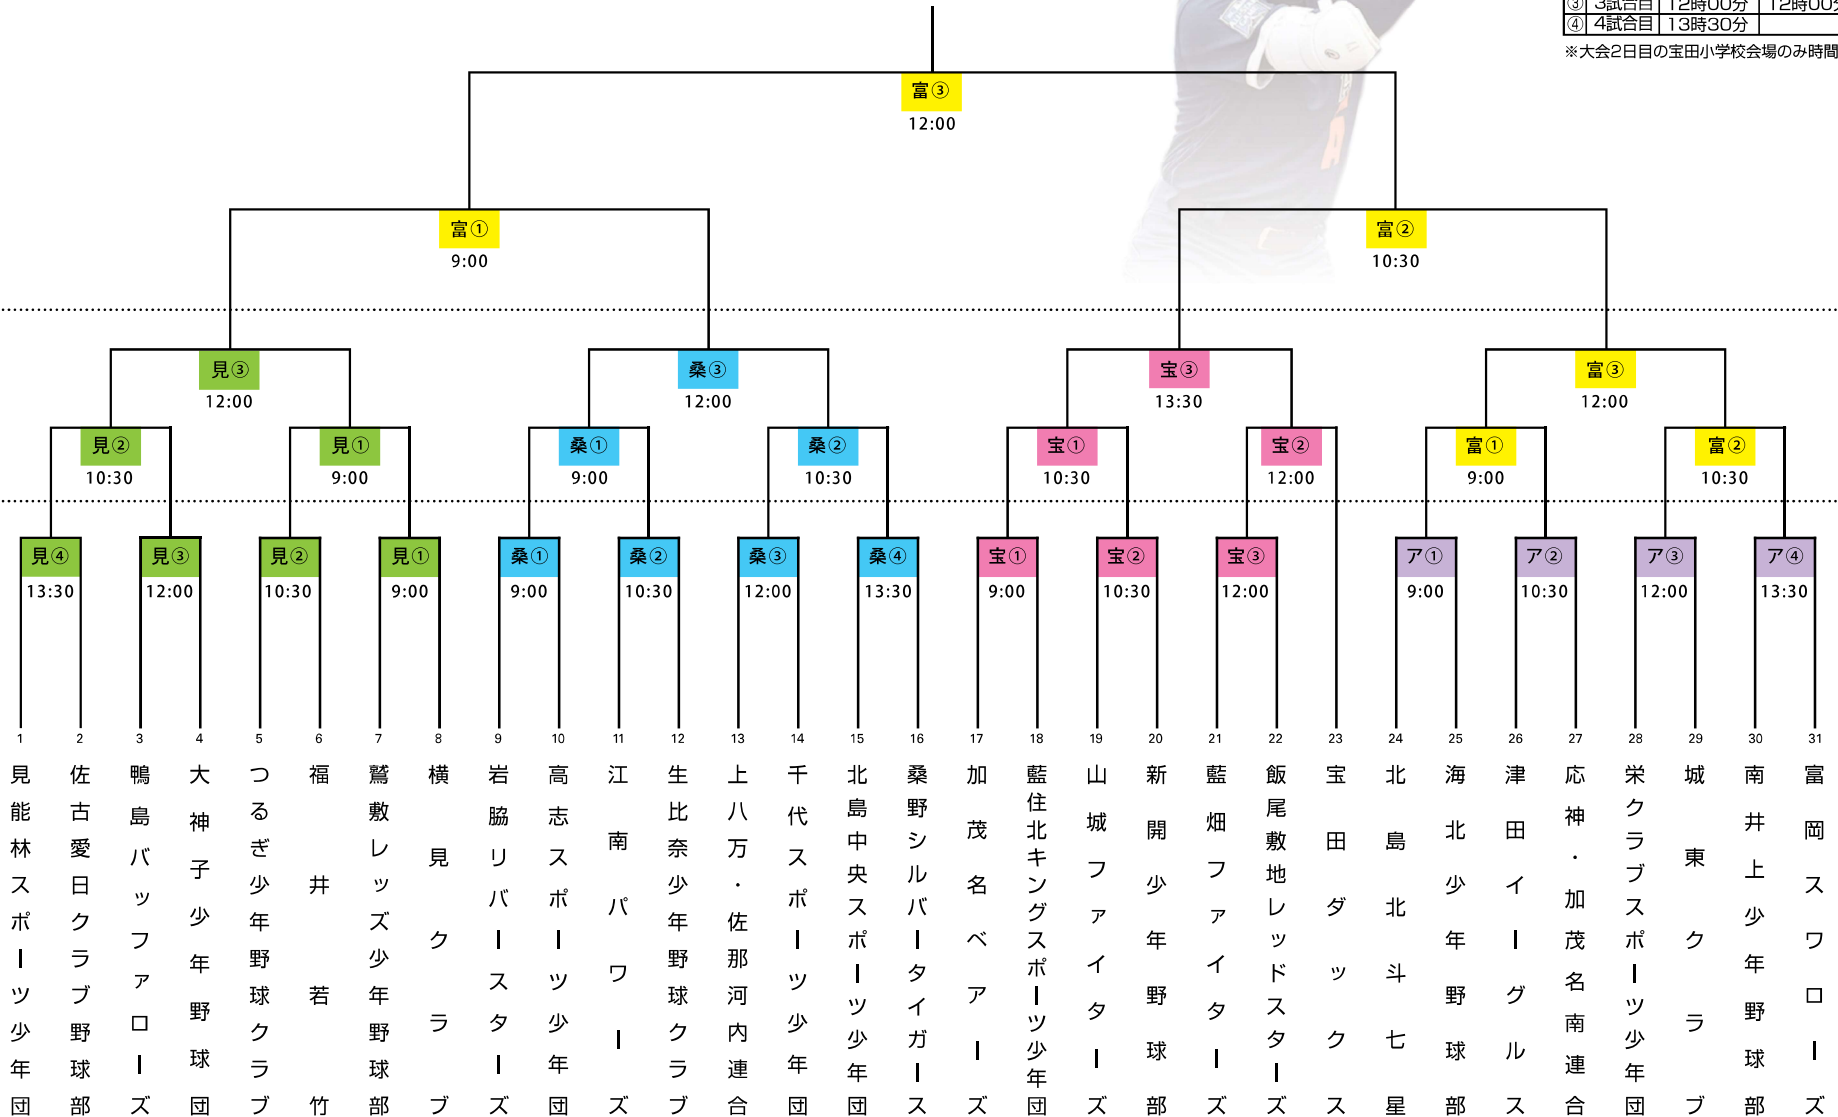 ③ 3試合目 12時00分 12時00分
④ 4試合目 13時30分
※大会2日目の宝田小学校会場のみ時間
富③
12:00
富① 富②
9:00 10:30
見③ 桑③ 宝③ 富③
12:00 12:00 13:30 12:00
見② 見① 桑① 桑② 宝① 宝② 富① 富②
10:30 9:00 9:00 10:30 10:30 12:00 9:00 10:30
見④ 見③ 見② 見① 桑① 桑② 桑③ 桑④ 宝① 宝② 宝③ ア① ア② ア③ ア④
13:30 12:00 10:30 9:00 9:00 10:30 12:00 13:30 9:00 10:30 12:00 9:00 10:30 12:00 13:30
1 見能林スポーツ少年団
2 佐古愛日クラブ野球部
3 鴨島バッファローズ
4 大神子少年野球団
5 つるぎ少年野球クラブ
6 福井若竹
7 鷲敷レッズ少年野球部
8 横見クラブ
9 岩脇リバースターズ
10 高志スポーツ少年団
11 江南パワーズ
12 生比奈少年野球クラブ
13 上八万・佐那河内連合
14 千代スポーツ少年団
15 北島中央スポーツ少年団
16 桑野シルバータイガース
17 加茂名ベアーズ
18 藍住北キングスポーツ少年団
19 山城ファイターズ
20 新開少年野球部
21 藍畑ファイターズ
22 飯尾敷地レッドスターズ
23 宝田ダックス
24 北島北斗七星
25 海北少年野球部
26 津田イーグルス
27 応神・加茂名南連合
28 栄クラブスポーツ少年団
29 城東クラブ
30 南井上少年野球部
31 富岡スワローズ